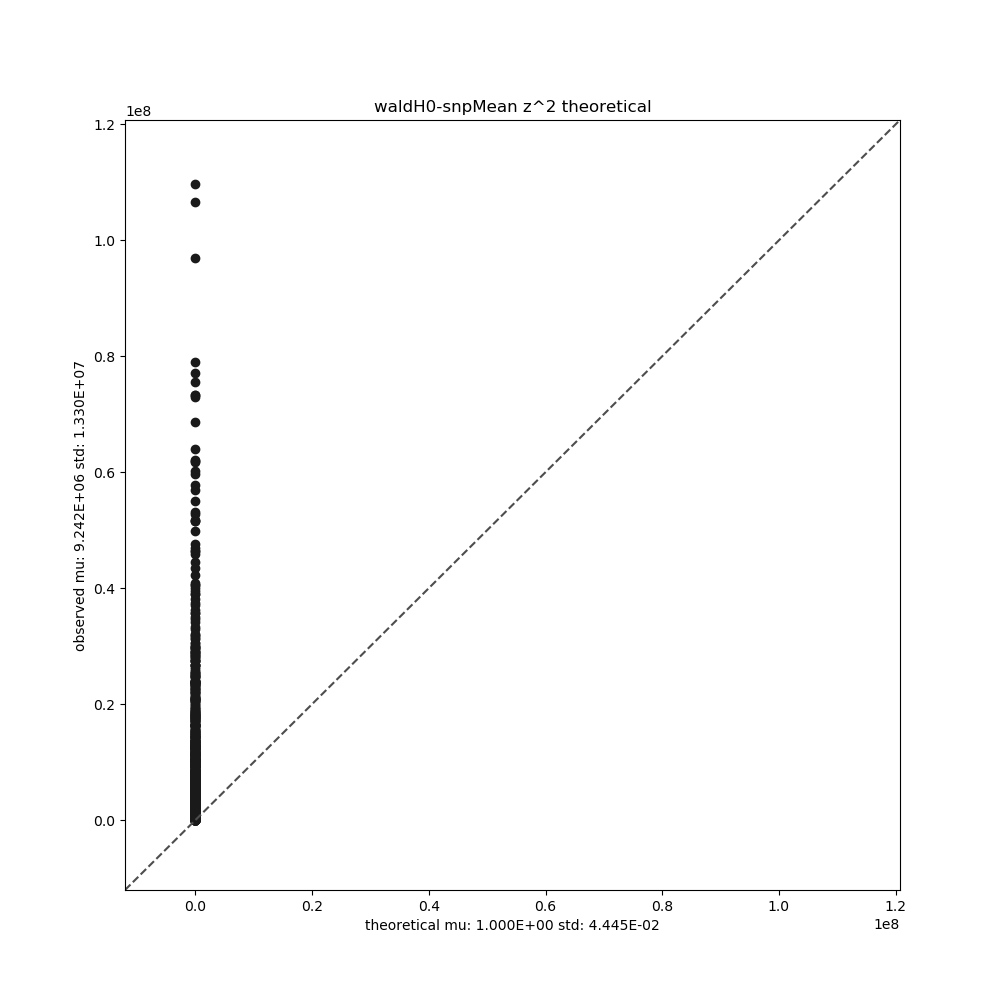 waldH0-snpMean z^2 theoretical
1e8
1.2
1.0
0.8
0.6
0.4
0.2
0.0
observed mu: 9.242E+06 std: 1.330E+07
0.0 0.2 0.4 0.6 0.8 1.0 1.2
theoretical mu: 1.000E+00 std: 4.445E-02
1e8